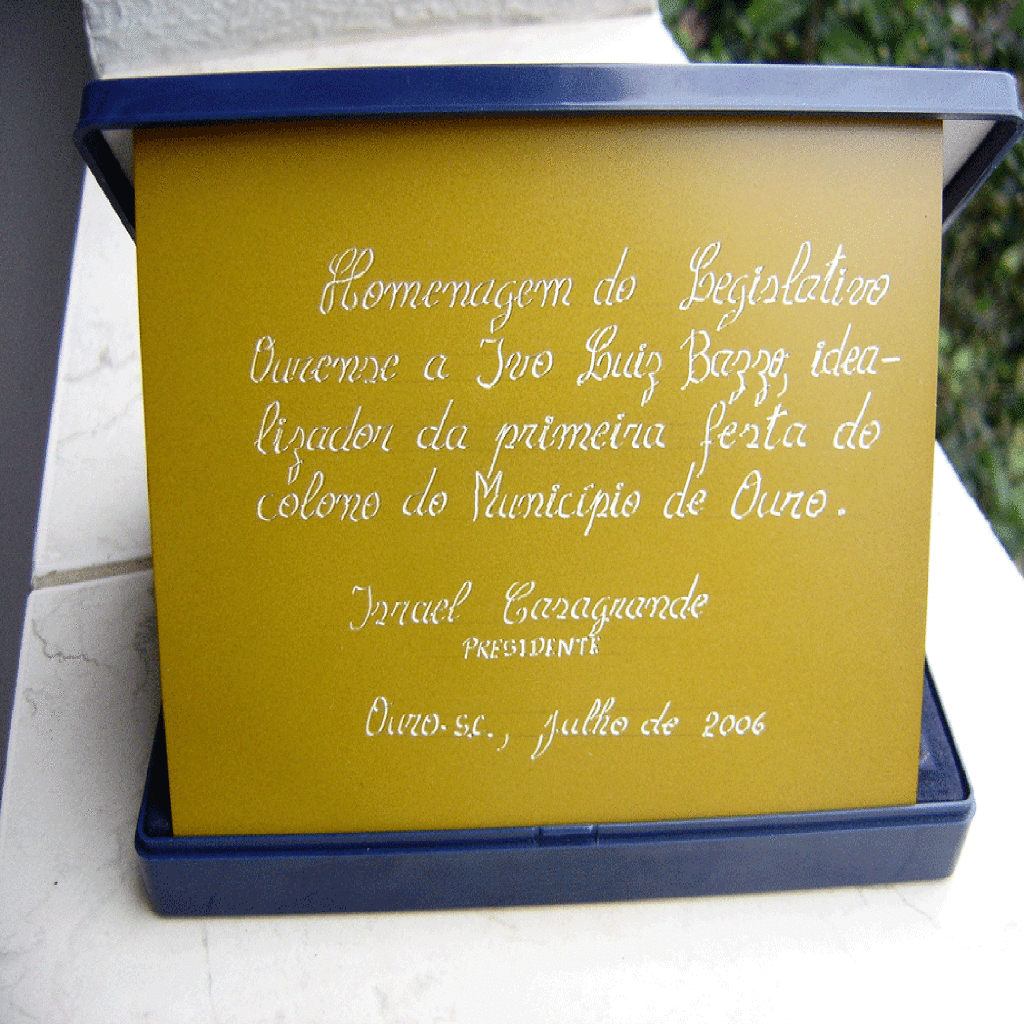 Homenagem do Legislativo
Ourense a Ivo Luiz Bazzo, idea-
lizador da primeira festa do
colono do Município de Ouro.
Israel Casagrande
PRESIDENTE
Ouro-S.C., julho de 2006